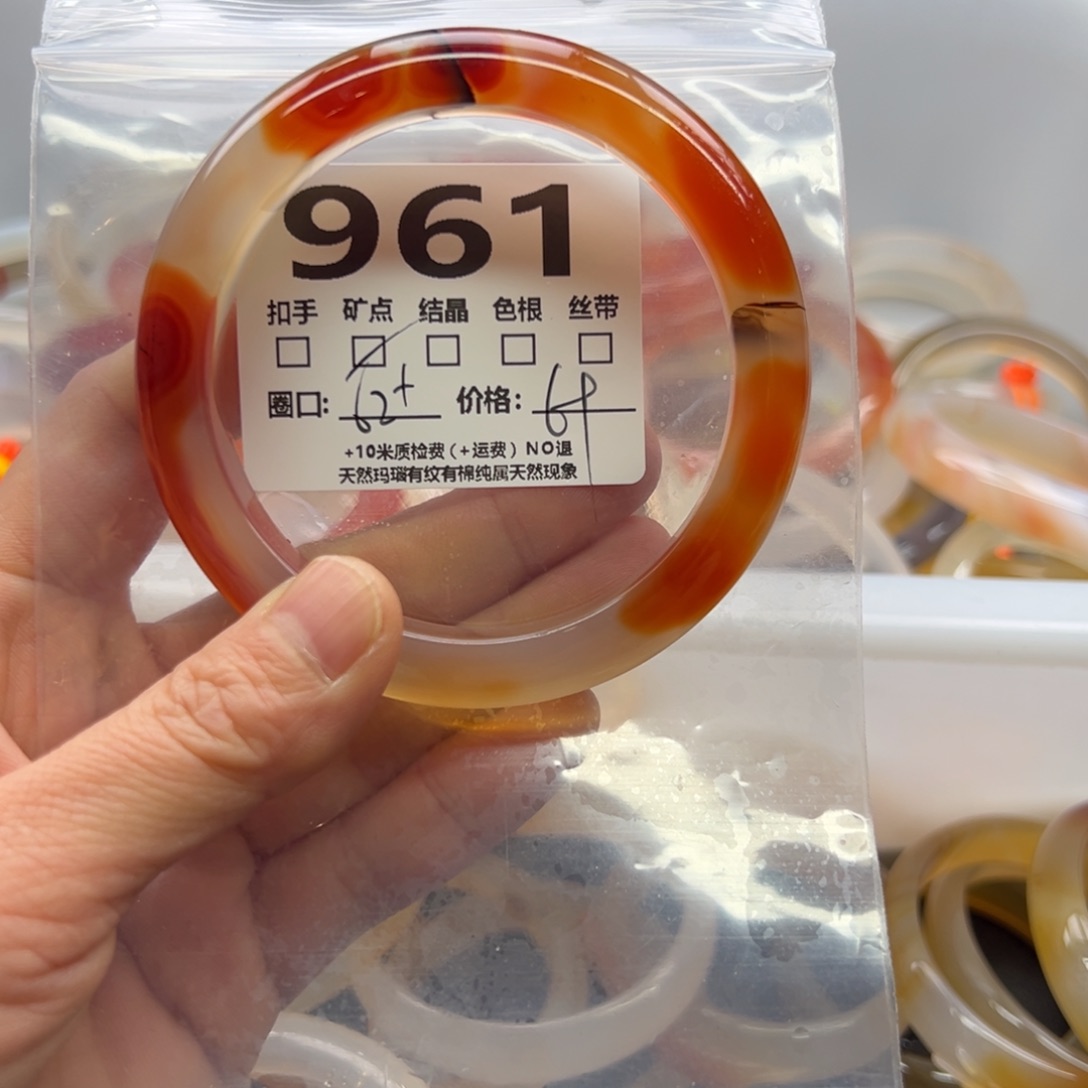 961
扣手 矿点 结晶 色根 丝带
圈口: 62+ 价格: 69
+10米质检费(+运费) NO退
天然玛瑙有纹有棉纯属天然现象